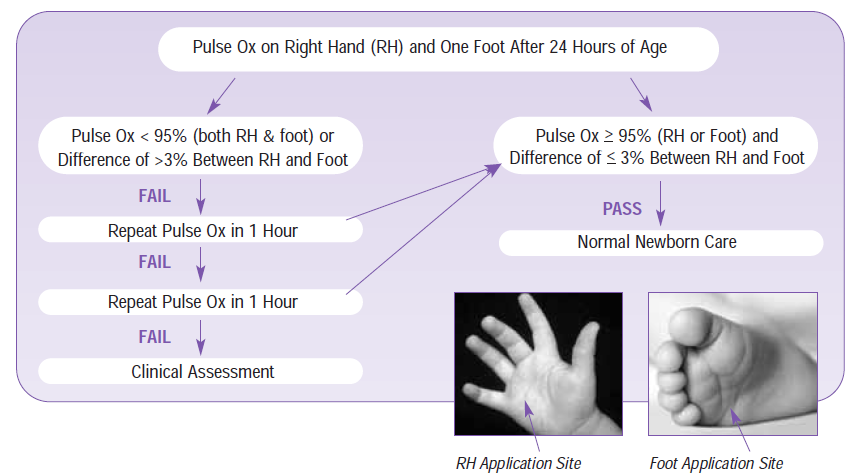 Pulse Ox on Right Hand (RH) and One Foot After 24 Hours of Age
Pulse Ox < 95% (both RH & foot) or
Difference of >3% Between RH and Foot
Pulse Ox ≥ 95% (RH or Foot) and
Difference of ≤ 3% Between RH and Foot
FAIL
Repeat Pulse Ox in 1 Hour
FAIL
Repeat Pulse Ox in 1 Hour
FAIL
Clinical Assessment
PASS
Normal Newborn Care
RH Application Site
Foot Application Site